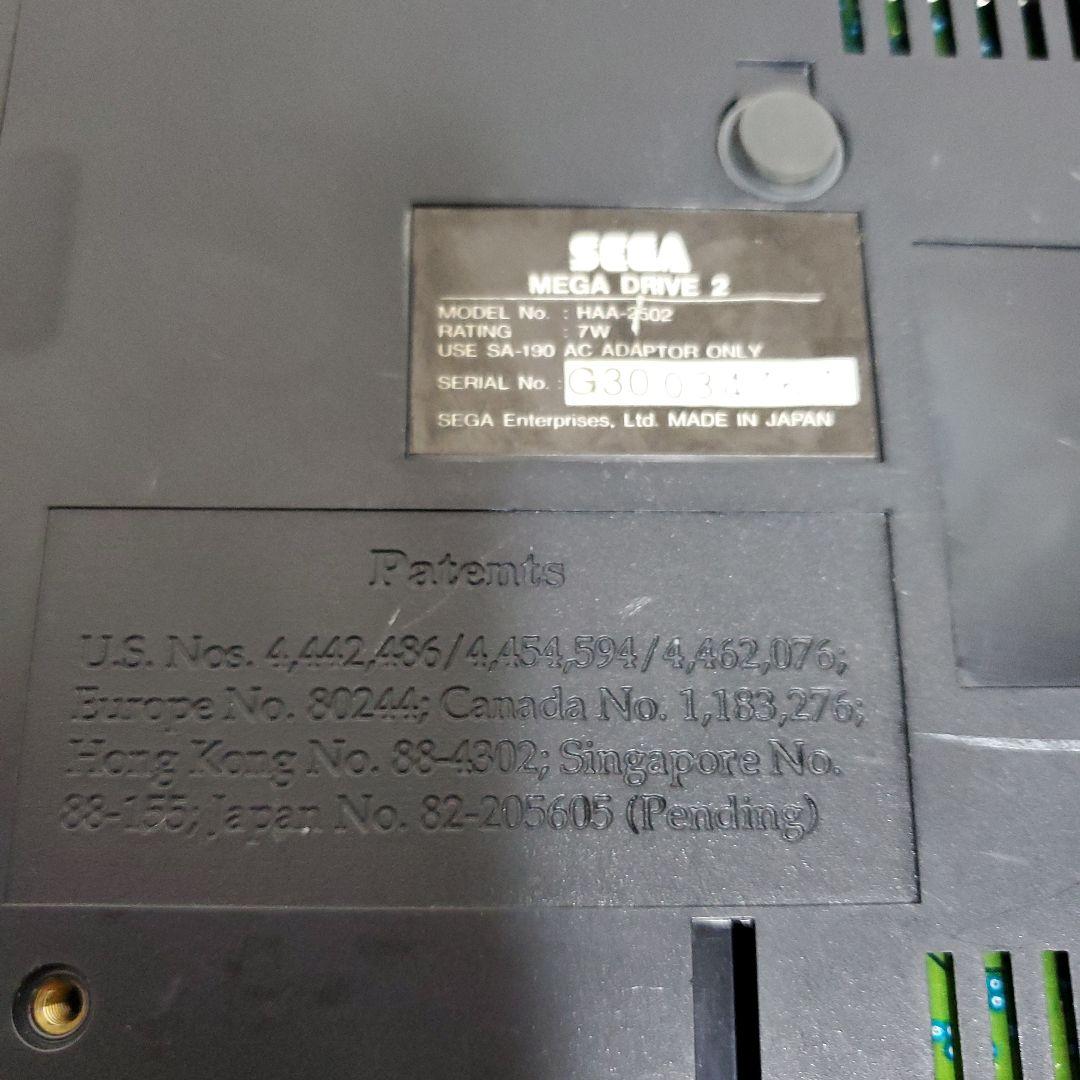 SEGA
MEGA DRIVE 2
MODEL No. : HAA-2502
RATING : 7W
USE SA-190 AC ADAPTOR ONLY
SERIAL No. :
SEGA Enterprises, Ltd. MADE IN JAPAN
Patents
U.S. Nos. 4,442,486/4,454,594/4,462,076;
Europe No. 80244; Canada No. 1,183,276;
Hong Kong No. 88-4302; Singapore No.
88-155; Japan No. 82-205605 (Pending)